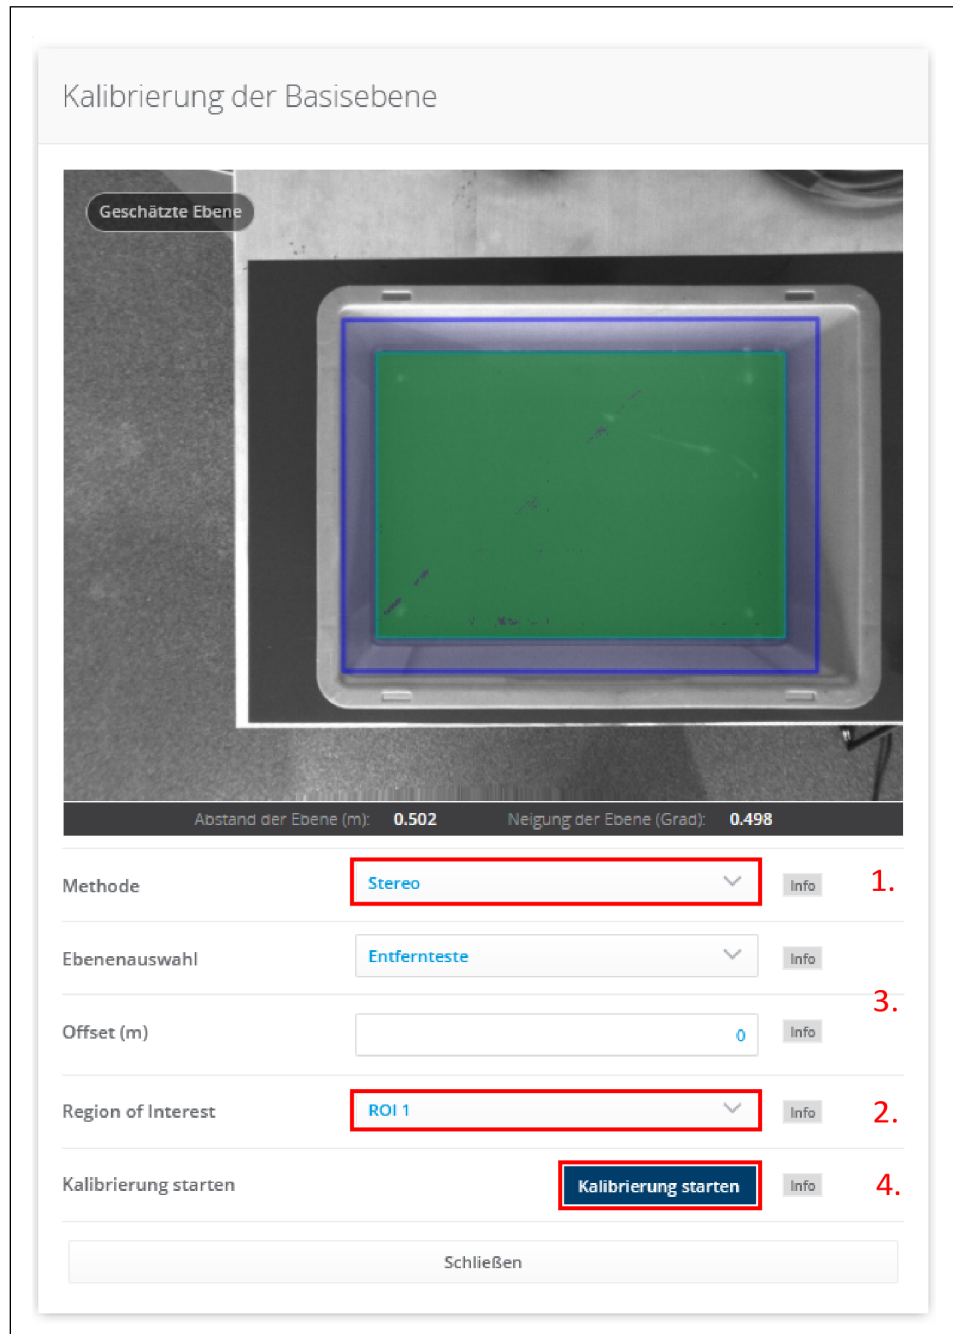 Kalibrierung der Basisebene
Geschätzte Ebene
Abstand der Ebene (m): 0.502 Neigung der Ebene (Grad): 0.498
Methode Stereo Info 1.
Ebenenauswahl Entfernteste Info
3.
Offset (m) 0 Info
Region of Interest ROI 1 Info 2.
Kalibrierung starten Kalibrierung starten Info 4.
Schließen